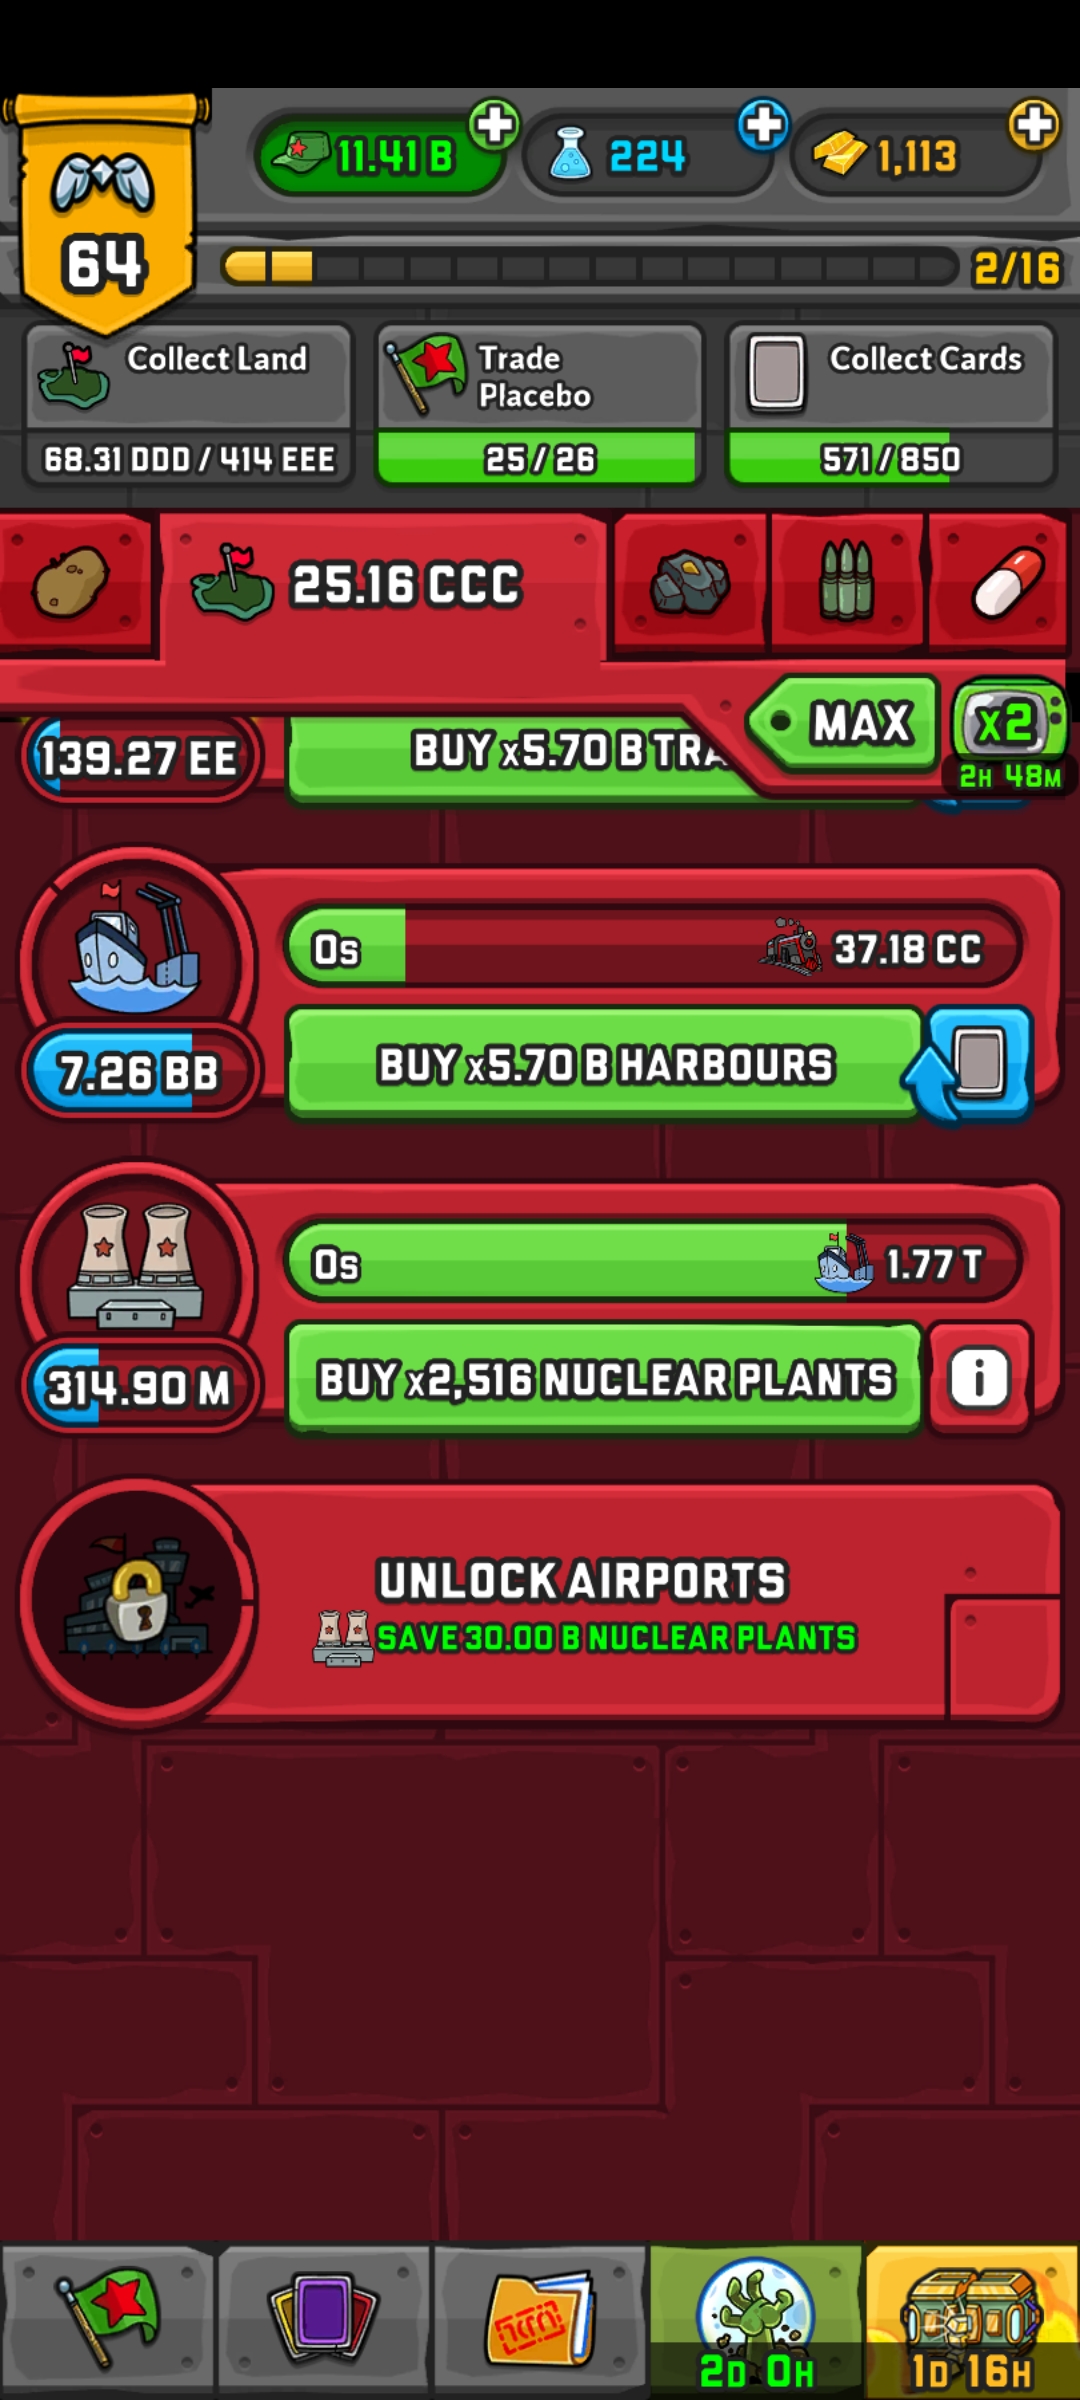 11.41 B
224
1,113
64
2/16
Collect Land
68.31 DDD / 414 EEE
Trade
Placebo
25 / 26
Collect Cards
571 / 850
25.16 CCC
MAX
x2
2H 48M
139.27 EE
BUY x5.70 B
0s
37.18 CC
7.26 BB
BUY x5.70 B HARBOURS
0s
1.77 T
314.90 M
BUY x2,516 NUCLEAR PLANTS
i
UNLOCK AIRPORTS
SAVE 30.00 B NUCLEAR PLANTS
2D 0H
1D 16H